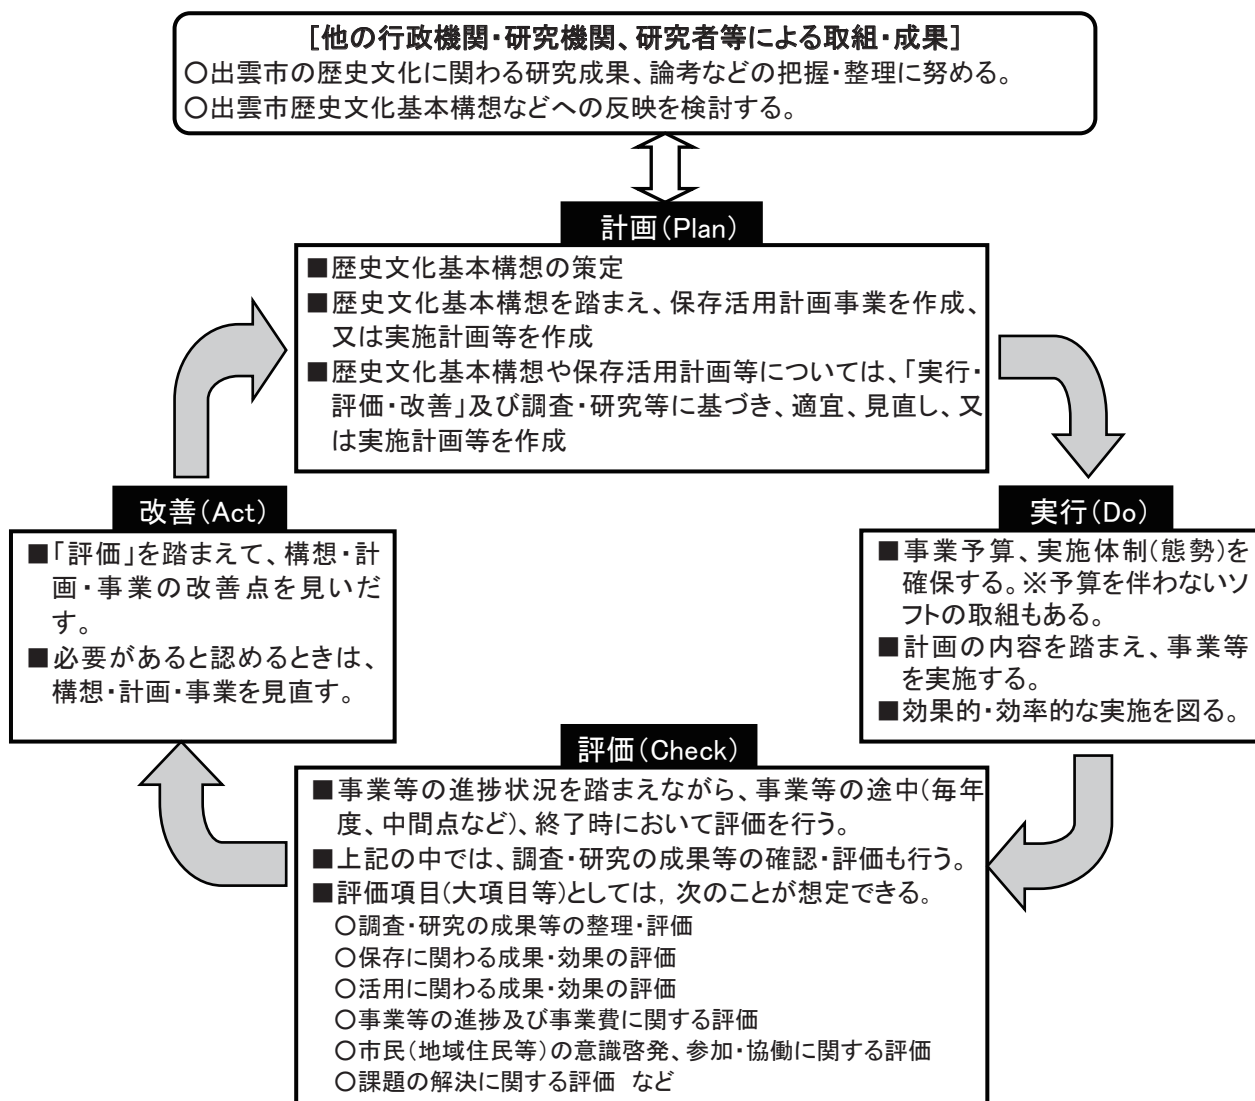 [他の行政機関・研究機関、研究者等による取組・成果]
○出雲市の歴史文化に関わる研究成果、論考などの把握・整理に努める。
○出雲市歴史文化基本構想などへの反映を検討する。
計画(Plan)
■歴史文化基本構想の策定
■歴史文化基本構想を踏まえ、保存活用計画事業を作成、
又は実施計画等を作成
■歴史文化基本構想や保存活用計画等については、「実行・
評価・改善」及び調査・研究等に基づき、適宜、見直し、又
は実施計画等を作成
改善(Act)
■「評価」を踏まえて、構想・計
画・事業の改善点を見いだ
す。
■必要があると認めるときは、
構想・計画・事業を見直す。
実行(Do)
■事業予算、実施体制(態勢)を
確保する。※予算を伴わないソ
フトの取組もある。
■計画の内容を踏まえ、事業等
を実施する。
■効果的・効率的な実施を図る。
評価(Check)
■事業等の進捗状況を踏まえながら、事業等の途中(毎年
度、中間点など)、終了時において評価を行う。
■上記の中では、調査・研究の成果等の確認・評価も行う。
■評価項目(大項目等)としては, 次のことが想定できる。
○調査・研究の成果等の整理・評価
○保存に関わる成果・効果の評価
○活用に関わる成果・効果の評価
○事業等の進捗及び事業費に関する評価
○市民(地域住民等)の意識啓発、参加・協働に関する評価
○課題の解決に関する評価 など